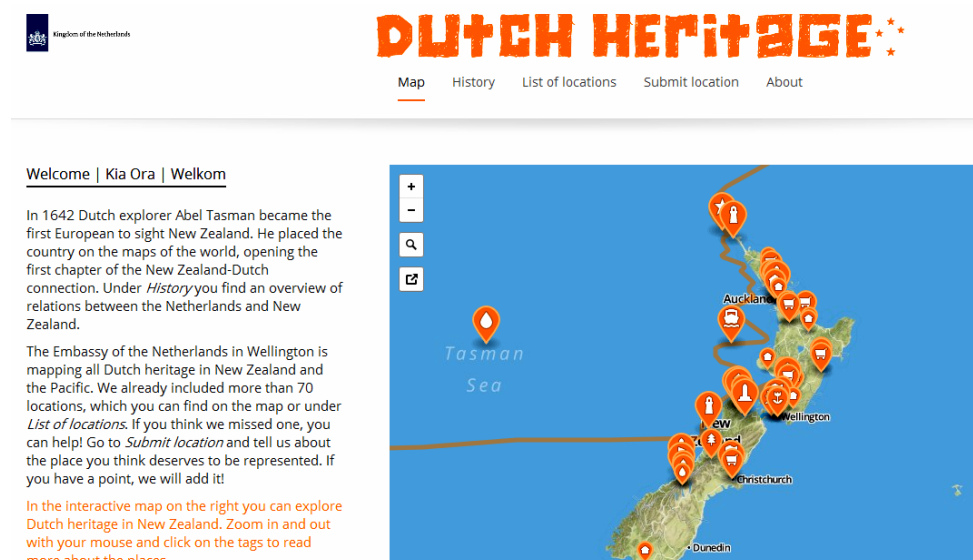 Kingdom of the Netherlands
DUTCH HERITAGE
Map History List of locations Submit location About
Welcome | Kia Ora | Welkom
In 1642 Dutch explorer Abel Tasman became the
first European to sight New Zealand. He placed the
country on the maps of the world, opening the
first chapter of the New Zealand-Dutch
connection. Under History you find an overview of
relations between the Netherlands and New
Zealand.
The Embassy of the Netherlands in Wellington is
mapping all Dutch heritage in New Zealand and
the Pacific. We already included more than 70
locations, which you can find on the map or under
List of locations. If you think we missed one, you
can help! Go to Submit location and tell us about
the place you think deserves to be represented. If
you have a point, we will add it!
In the interactive map on the right you can explore
Dutch heritage in New Zealand. Zoom in and out
with your mouse and click on the tags to read
more about the places
+
−
Auckland
Tasman
Sea
Wellington
New
Zealand
Christchurch
Dunedin